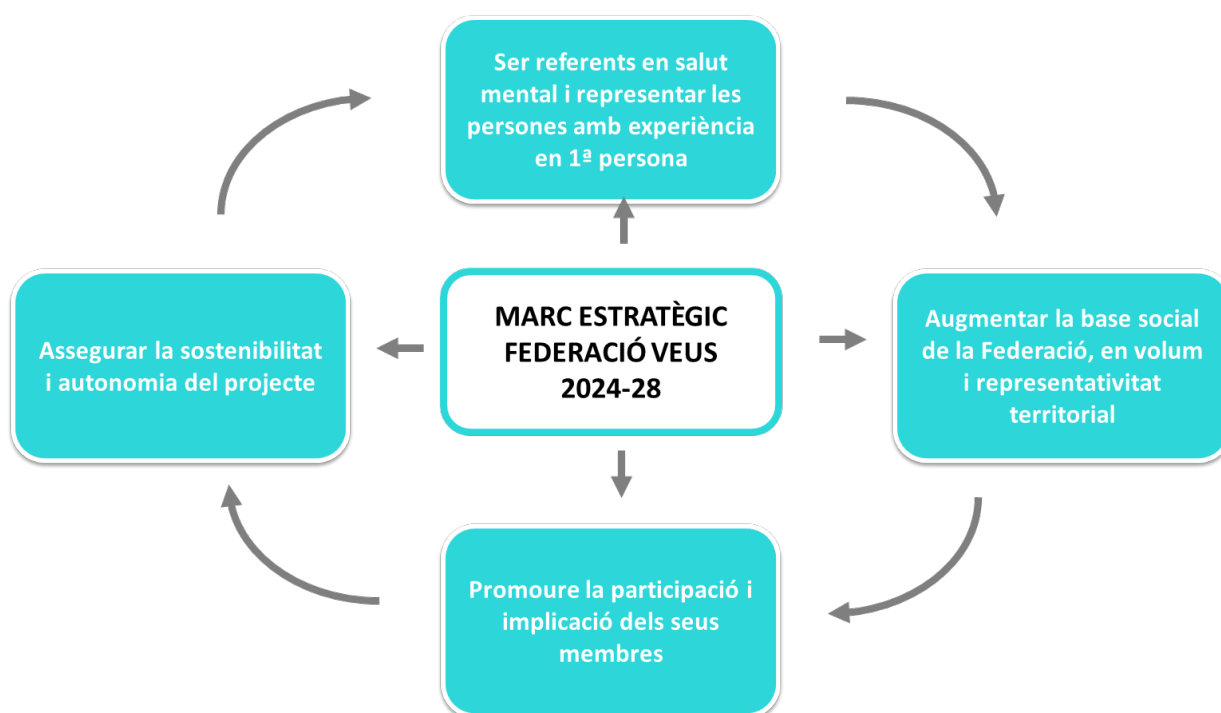 Ser referents en salut
mental i representar les
persones amb experiència
en 1ª persona
Assegurar la sostenibilitat
i autonomia del projecte
MARC ESTRATÈGIC
FEDERACIÓ VEUS
2024-28
Augmentar la base social
de la Federació, en volum
i representativitat
territorial
Promoure la participació i
implicació dels seus
membres